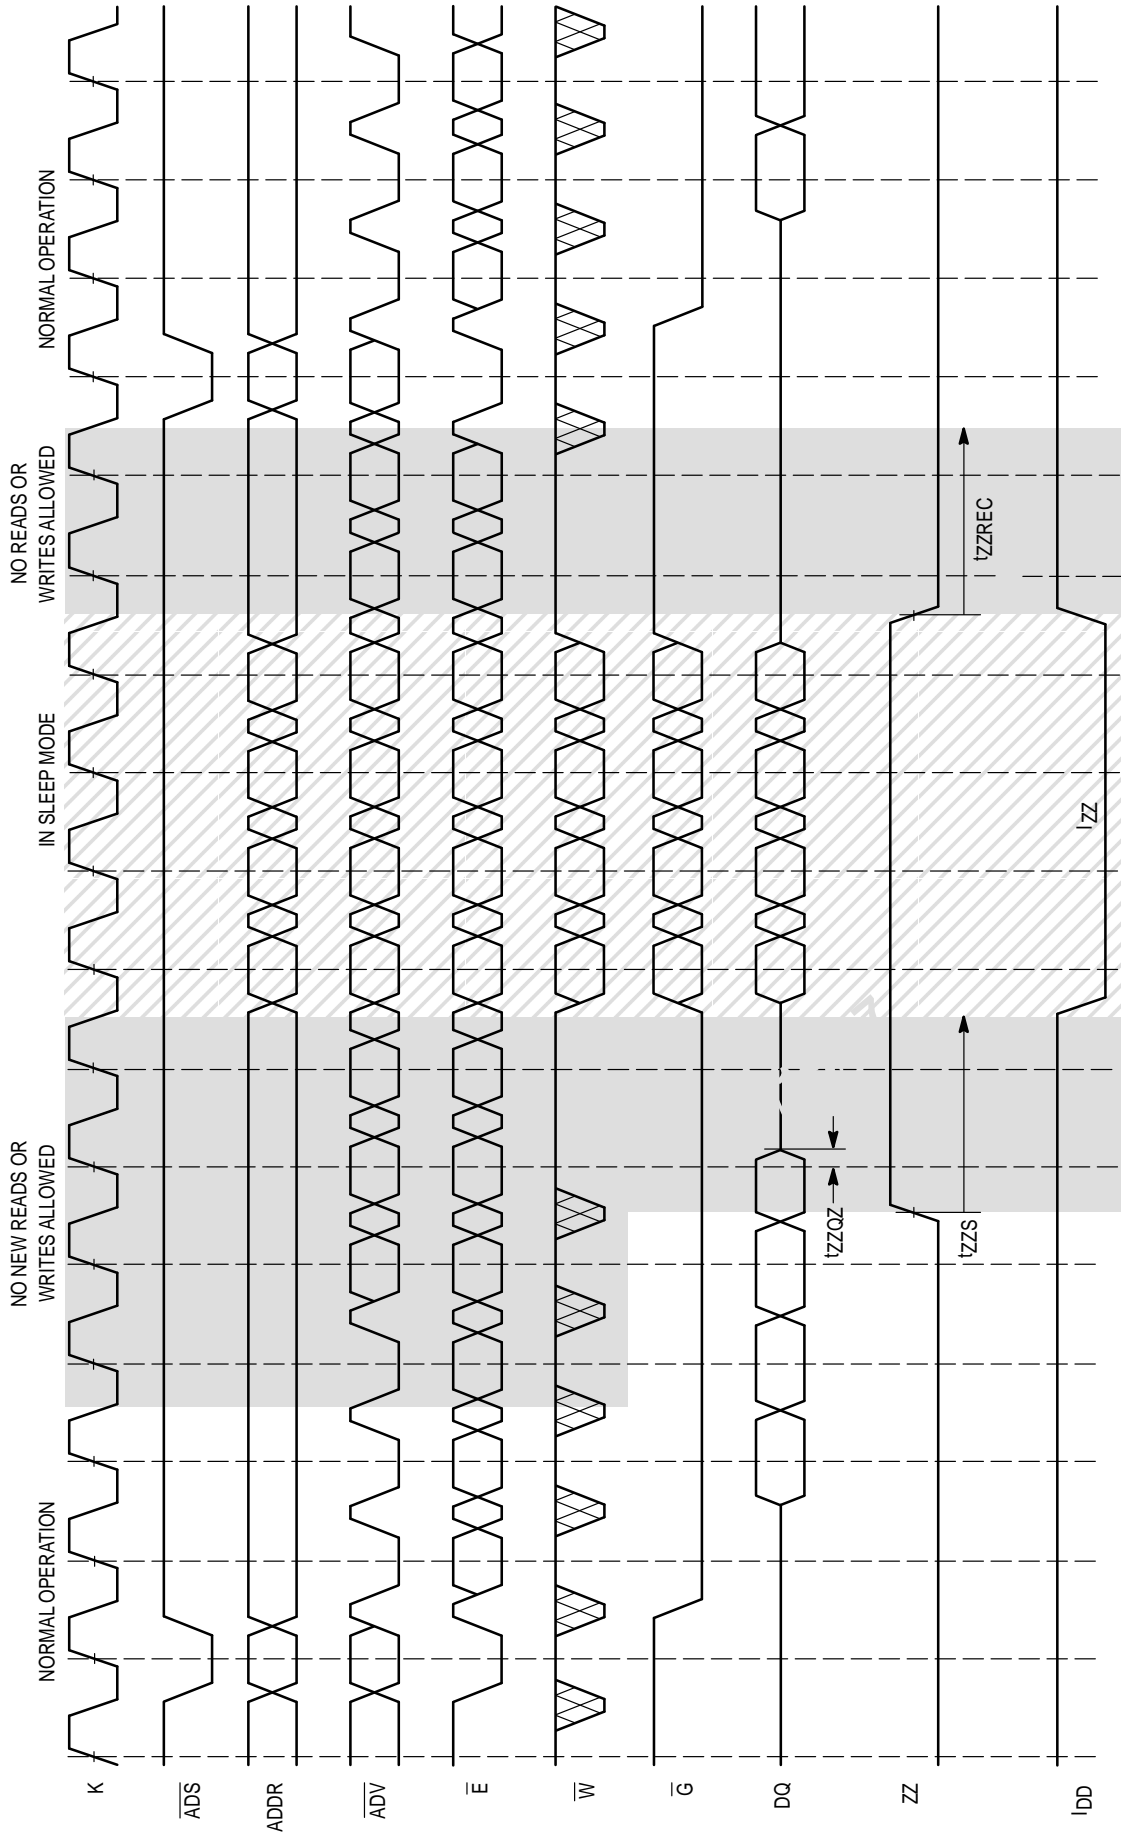 NORMAL OPERATION
NO NEW READS OR
WRITES ALLOWED
IN SLEEP MODE
NO READS OR
WRITES ALLOWED
NORMAL OPERATION
K
ADS
ADDR
ADV
E
W
G
DQ
tZZQZ
ZZ
tZZS
tZZREC
IDD
IZZ